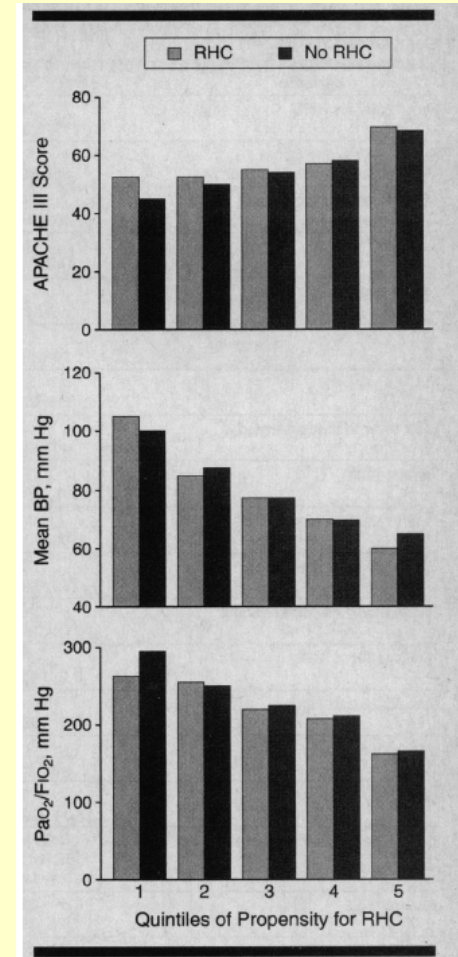 RHC No RHC
80
60
40
20
0
APACHE III Score
120
100
80
60
40
Mean BP, mm Hg
300
200
100
0
PaO₂/FIO₂, mm Hg
1 2 3 4 5
Quintiles of Propensity for RHC